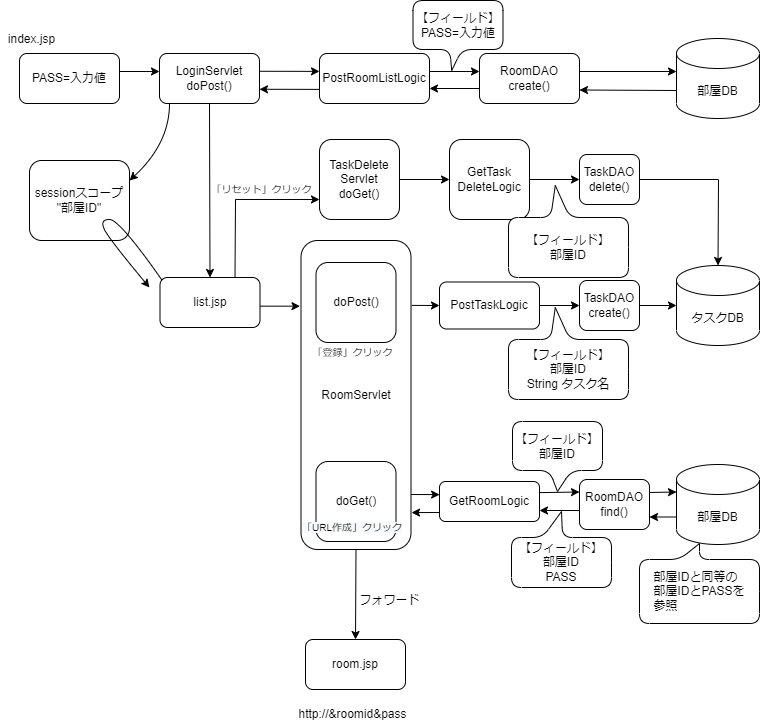 index.jsp
PASS=入力値
LoginServlet
doPost()
PostRoomListLogic
【フィールド】
PASS=入力値
RoomDAO
create()
部屋DB
sessionスコープ
"部屋ID"
「リセット」クリック
TaskDelete
Servlet
doGet()
GetTask
DeleteLogic
TaskDAO
delete()
【フィールド】
部屋ID
list.jsp
doPost()
「登録」クリック
RoomServlet
PostTaskLogic
TaskDAO
create()
タスクDB
【フィールド】
部屋ID
String タスク名
doGet()
「URL作成」クリック
GetRoomLogic
【フィールド】
部屋ID
RoomDAO
find()
部屋DB
【フィールド】
部屋ID
PASS
部屋IDと同等の
部屋IDとPASSを
参照
フォワード
room.jsp
http://&roomid&pass